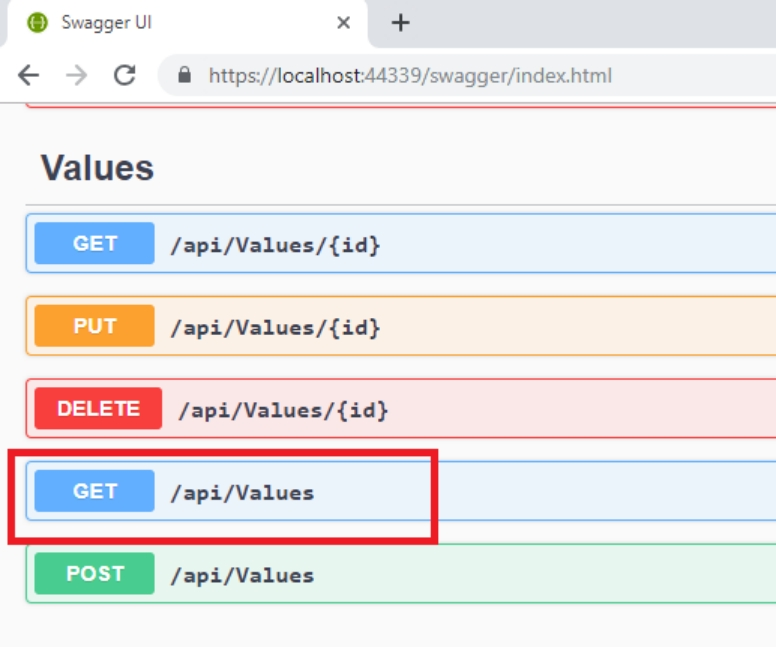 Swagger UI
https://localhost:44339/swagger/index.html
Values
GET /api/Values/{id}
PUT /api/Values/{id}
DELETE /api/Values/{id}
GET /api/Values
POST /api/Values